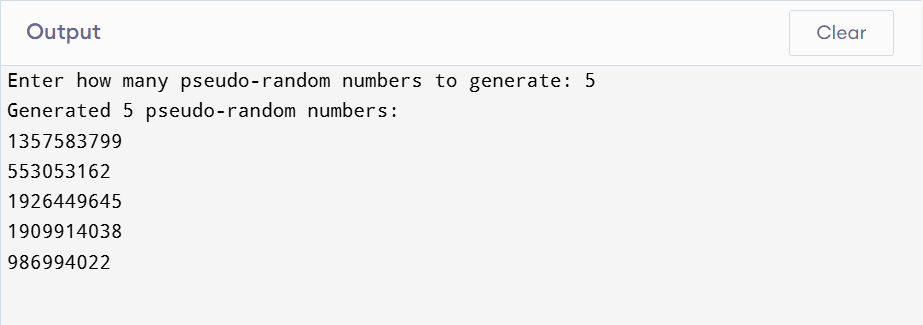 Output
Clear
Enter how many pseudo-random numbers to generate: 5
Generated 5 pseudo-random numbers:
1357583799
553053162
1926449645
1909914038
986994022